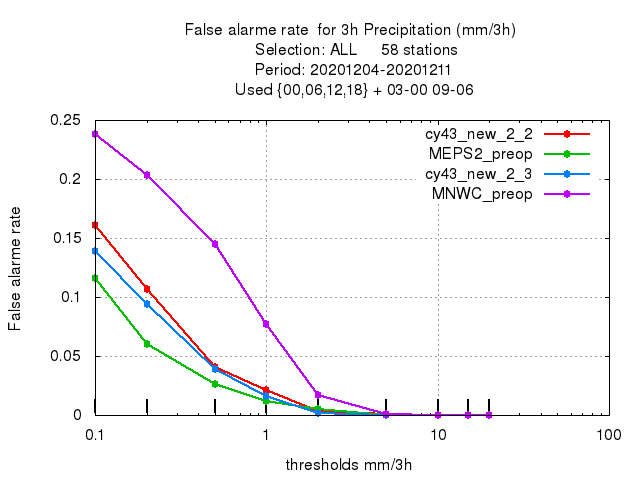 False alarme rate  for 3h Precipitation (mm/3h)
Selection: ALL     58 stations
Period: 20201204-20201211
Used {00,06,12,18} + 03-00 09-06
0.25
0.2
0.15
0.1
0.05
0
False alarme rate
cy43_new_2_2
MEPS2_preop
cy43_new_2_3
MNWC_preop
0.1 1 10 100
thresholds mm/3h